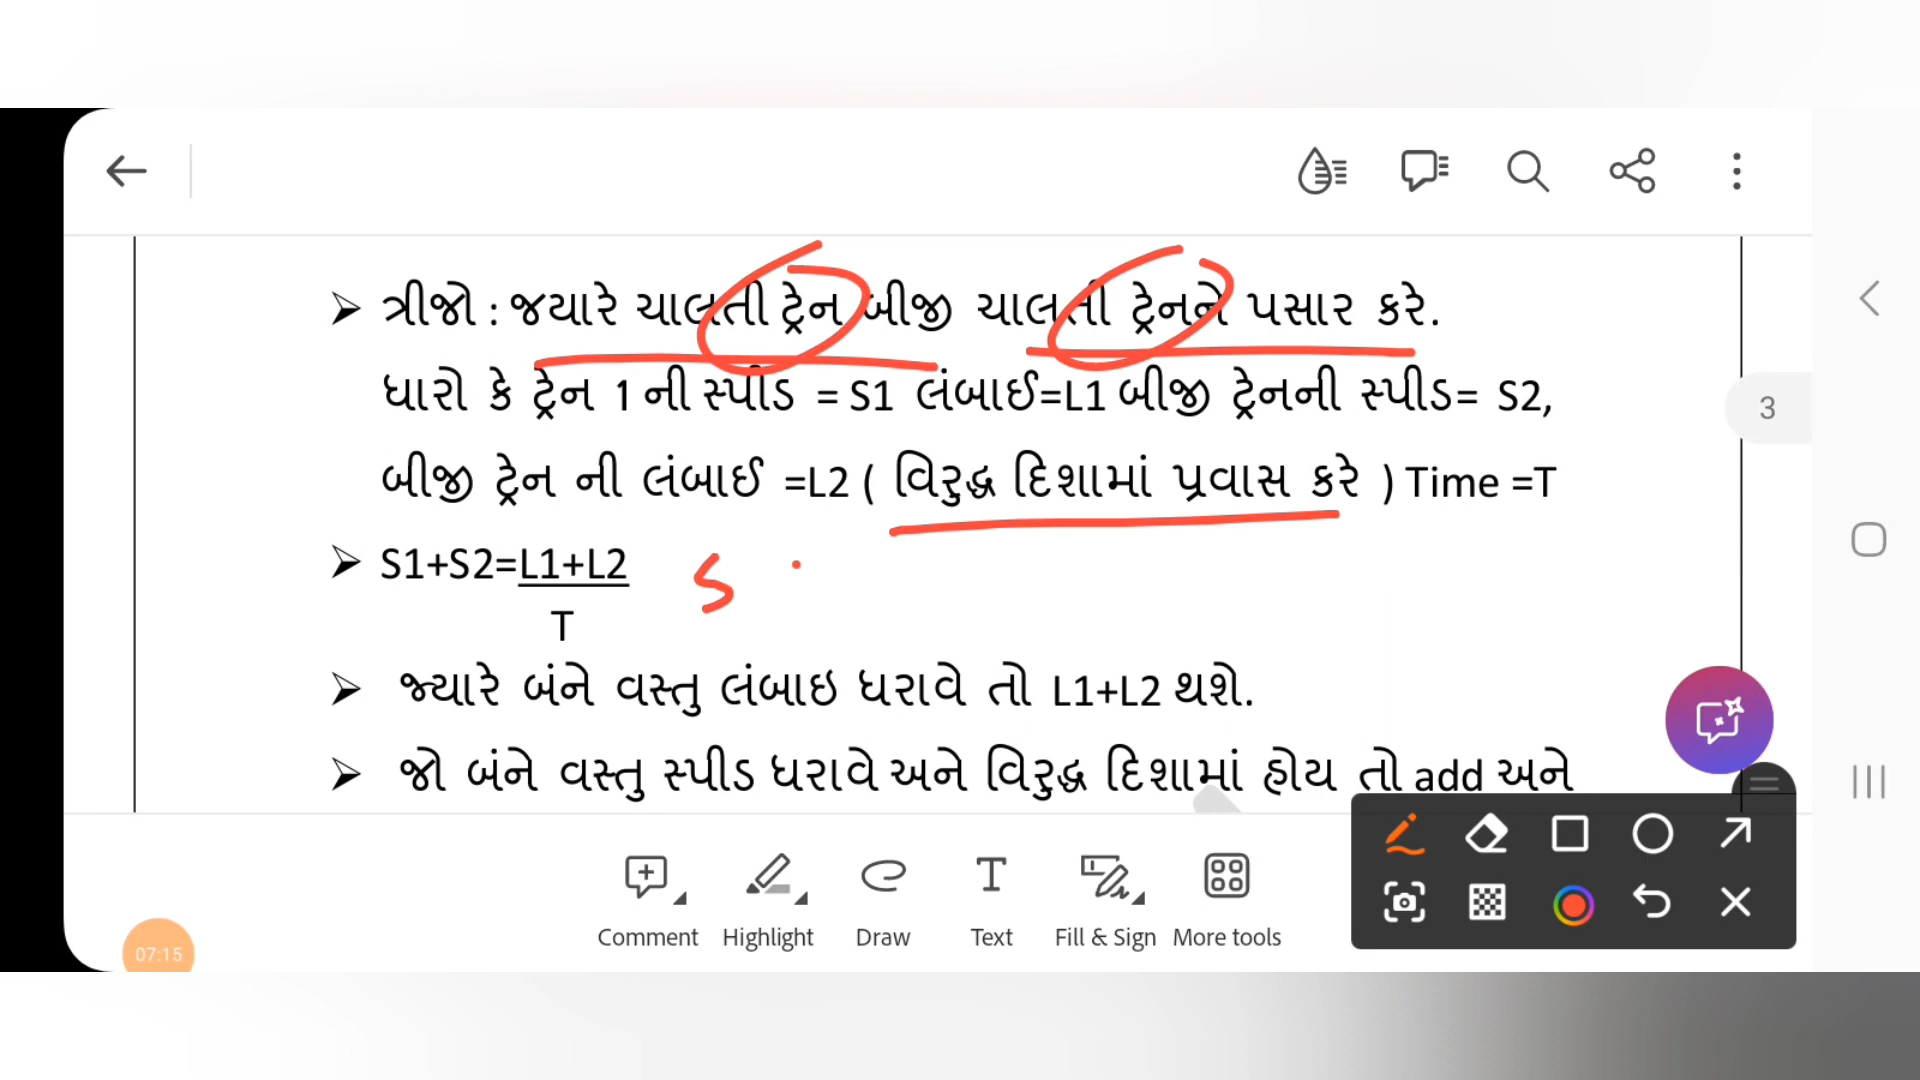 ➢ ત્રીજો : જયારે ચાલતી ટ્રેન બીજી ચાલતી ટ્રેનને પસાર કરે.
ધારો કે ટ્રેન 1 ની સ્પીડ = S1 લંબાઈ=L1 બીજી ટ્રેનની સ્પીડ= S2,
બીજી ટ્રેન ની લંબાઈ =L2 ( વિરુદ્ધ દિશામાં પ્રવાસ કરે ) Time =T
➢ S1+S2=L1+L2
T
S
➢ જ્યારે બંને વસ્તુ લંબાઇ ધરાવે તો L1+L2 થશે.
➢ જો બંને વસ્તુ સ્પીડ ધરાવે અને વિરુદ્ધ દિશામાં હોય તો add અને
3
Comment Highlight Draw Text Fill & Sign More tools
07:15